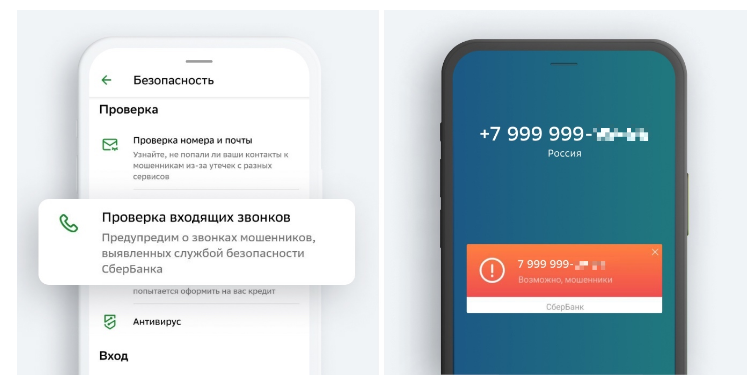 Безопасность
Проверка
Проверка номера и почты
Узнайте, не попали ли ваши контакты к
мошенникам из-за утечек с разных
сервисов
Проверка входящих звонков
Предупредим о звонках мошенников,
выявленных службой безопасности
СберБанка
попытается оформить на вас кредит
Антивирус
Вход
+7 999 999-
Россия
7 999 999-
Возможно, мошенники
СберБанк